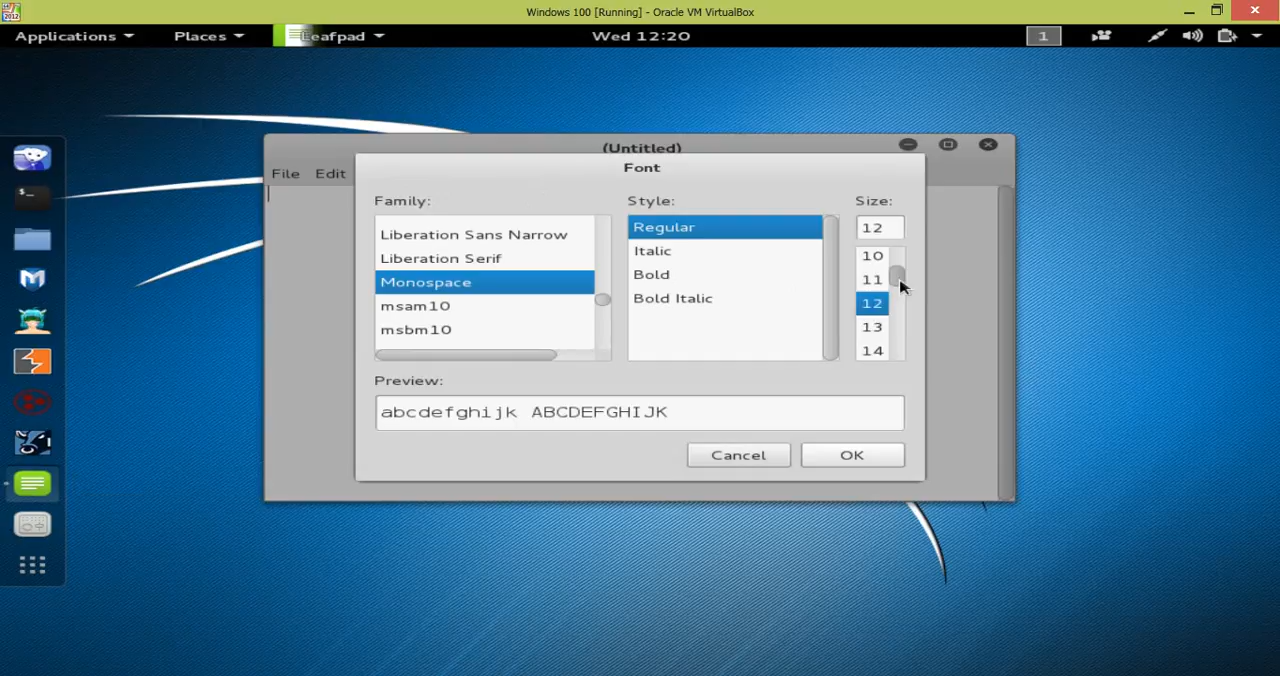 2012
Windows 100 [Running] - Oracle VM VirtualBox
Applications Places Leafpad Wed 12:20 1
(Untitled)
File Edit
Font
Family: Style: Size:
Liberation Sans Narrow
Liberation Serif
Monospace
msam10
msbm10
Regular
Italic
Bold
Bold Italic
12
10
11
12
13
14
Preview:
abcdefghijk ABCDEFGHIJK
Cancel OK